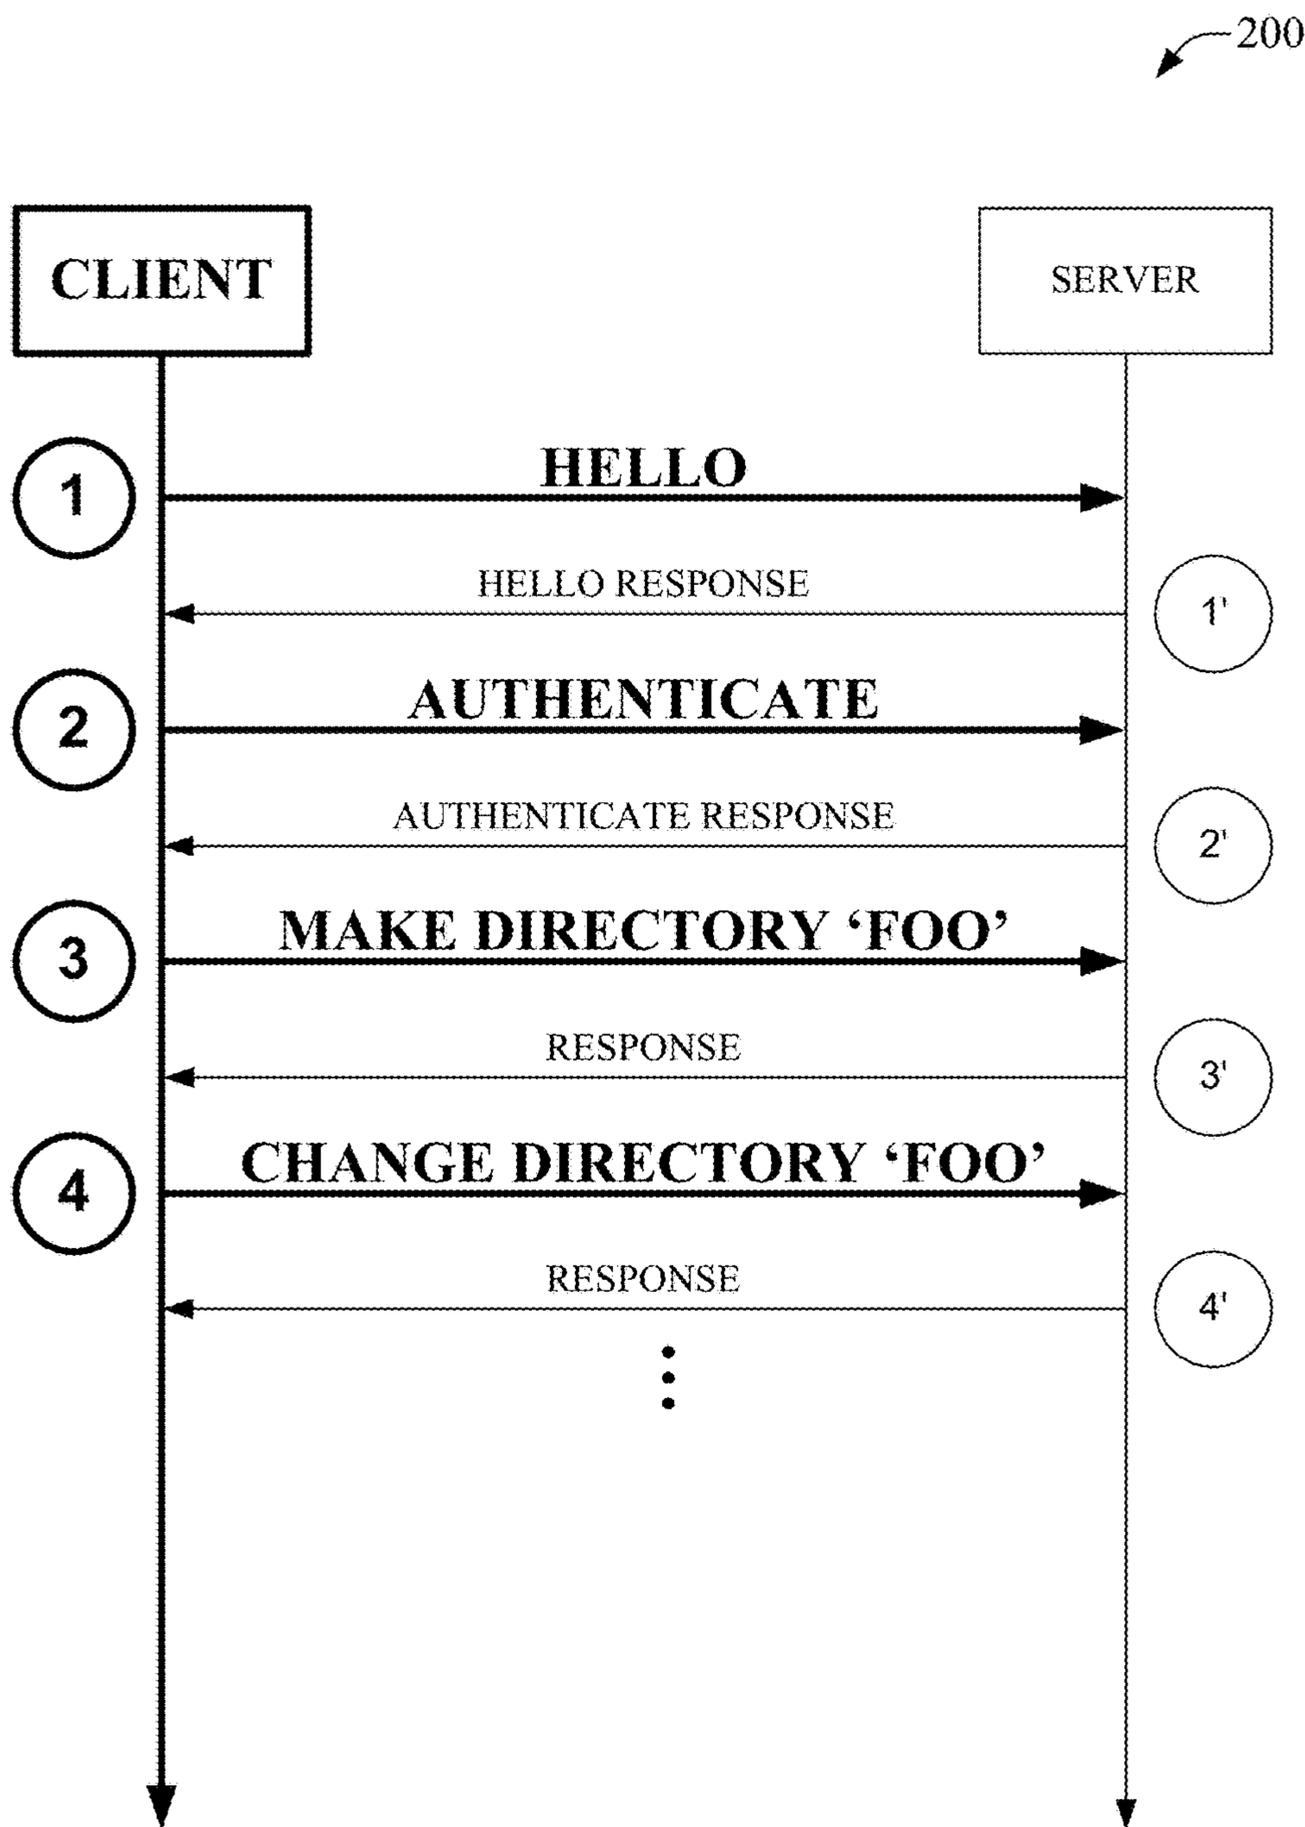 200
CLIENT
SERVER
1
HELLO
HELLO RESPONSE
1'
2
AUTHENTICATE
AUTHENTICATE RESPONSE
2'
3
MAKE DIRECTORY ‘FOO’
RESPONSE
3'
4
CHANGE DIRECTORY ‘FOO’
RESPONSE
4'